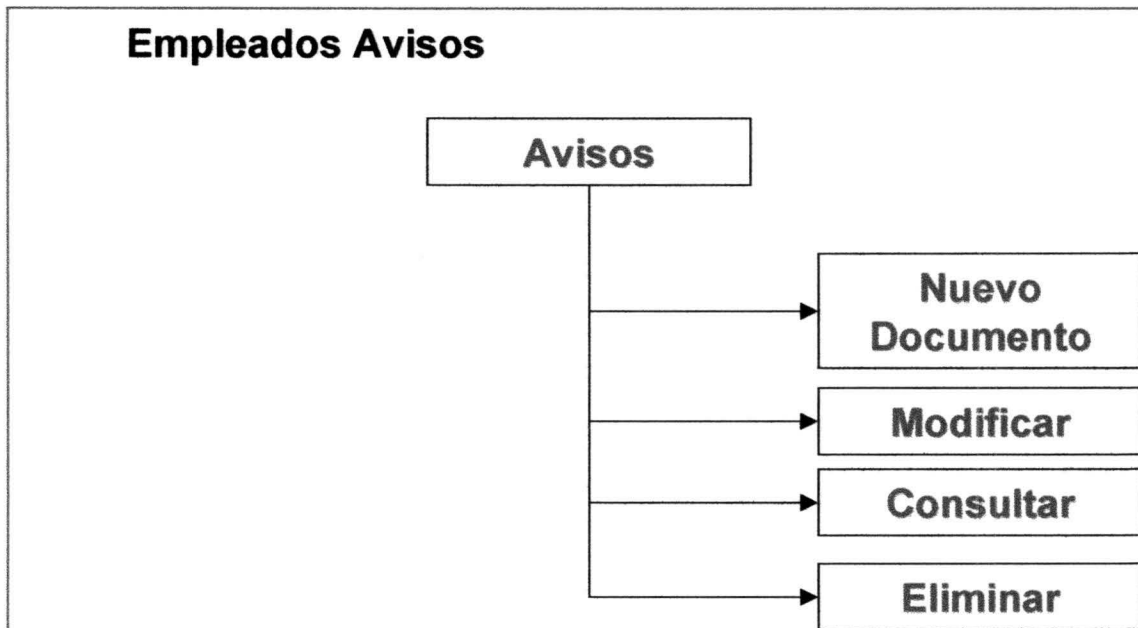 Empleados Avisos
Avisos
Nuevo
Documento
Modificar
Consultar
Eliminar